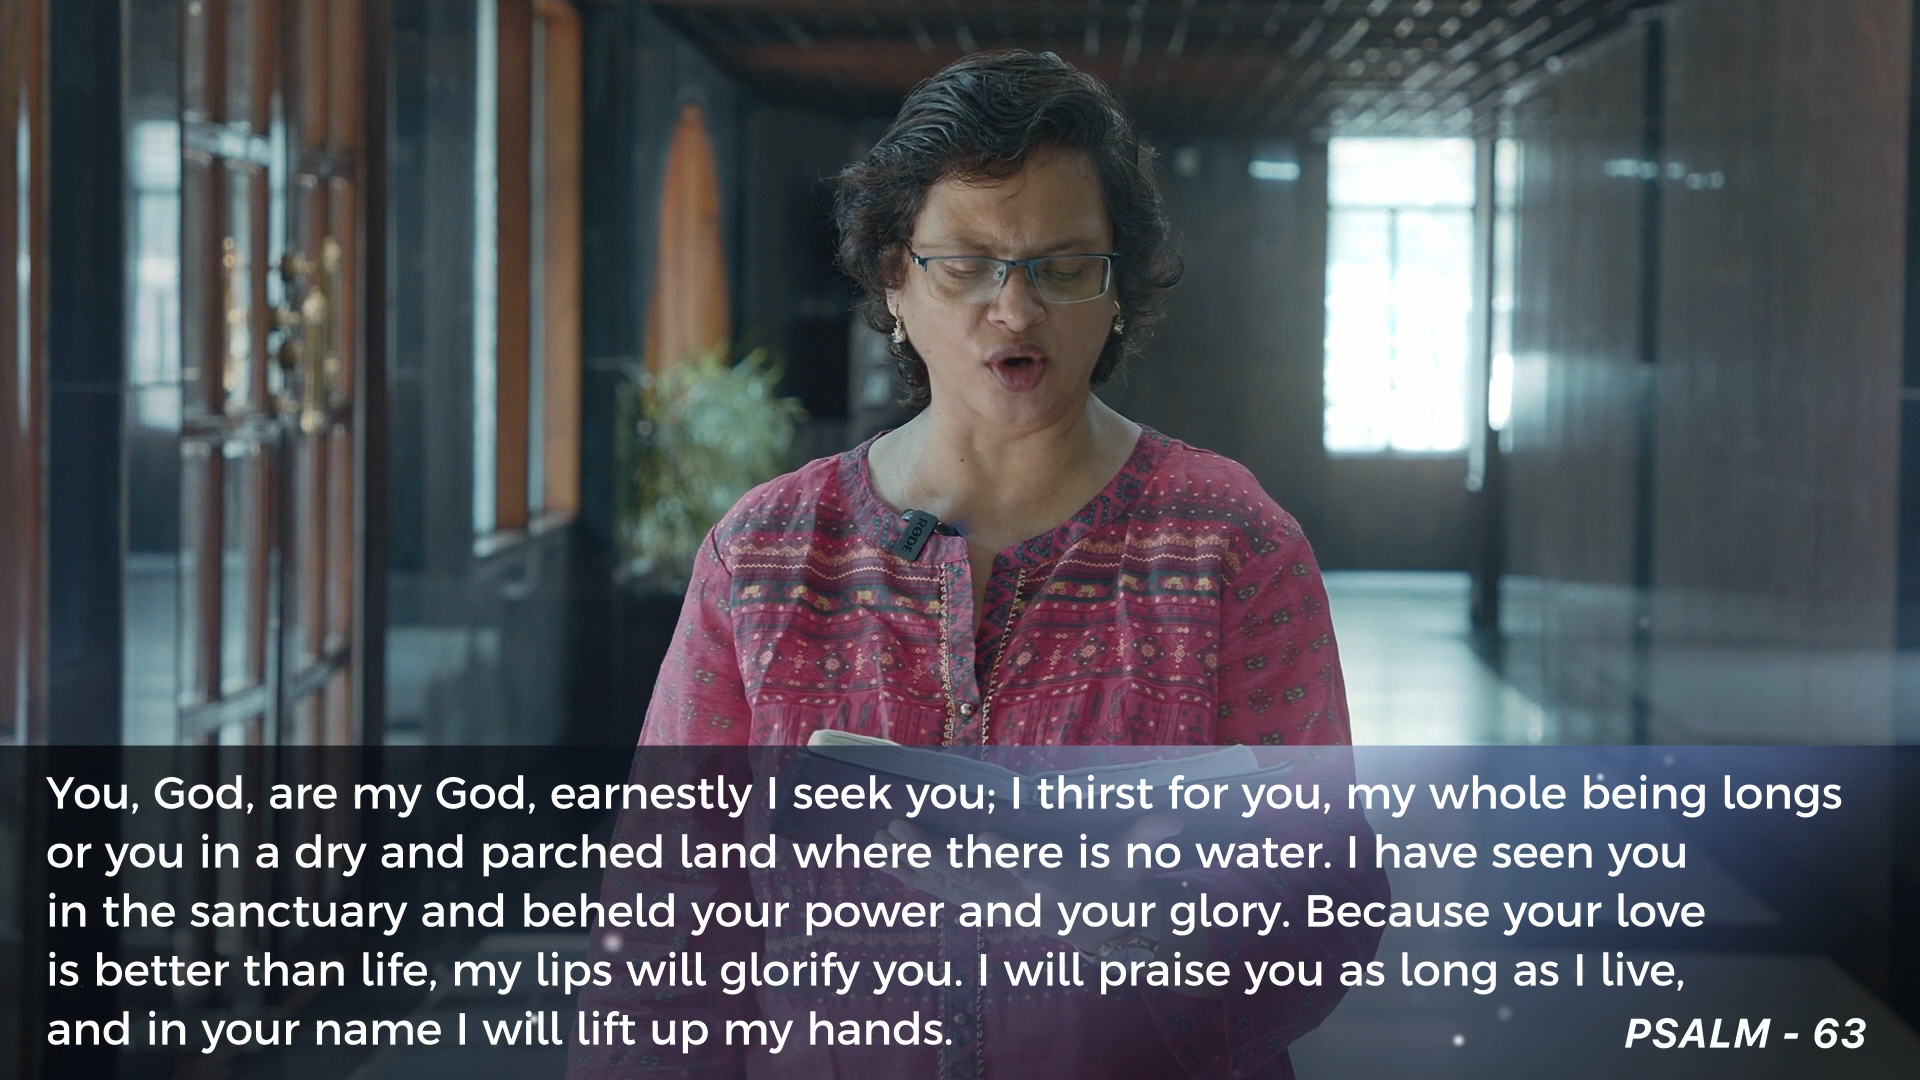 RØDE
You, God, are my God, earnestly I seek you; I thirst for you, my whole being longs
or you in a dry and parched land where there is no water. I have seen you
in the sanctuary and beheld your power and your glory. Because your love
is better than life, my lips will glorify you. I will praise you as long as I live,
and in your name I will lift up my hands.
PSALM - 63